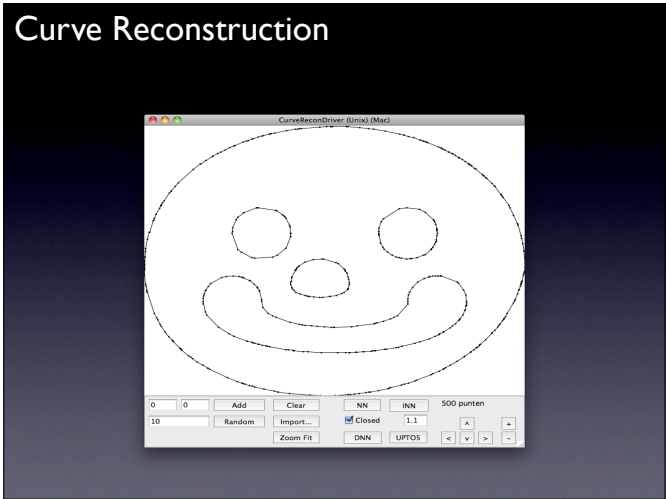 Curve Reconstruction
CurveReconDriver (Unix) (Mac)
0 0 Add Clear NN INN 500 punten
10 Random Import... Closed 1.1 ^ +
Zoom Fit DNN UPTO5 < v > -